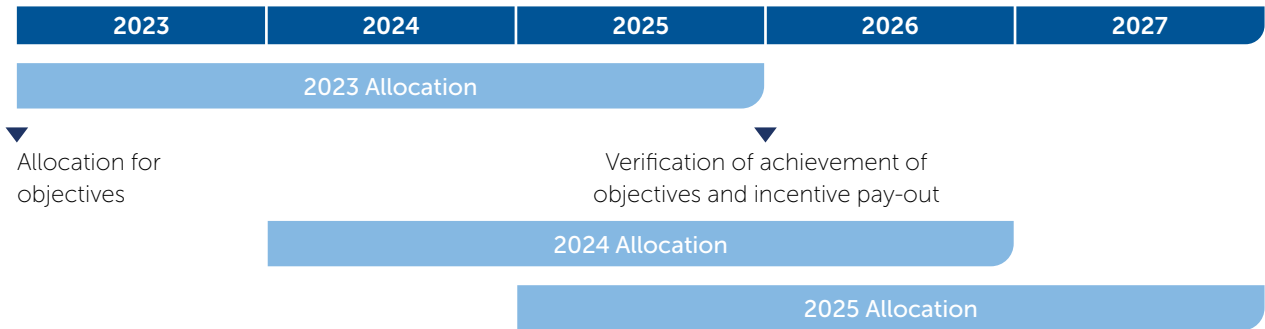 2023 2024 2025 2026 2027
2023 Allocation
Allocation for
objectives
Verification of achievement of
objectives and incentive pay-out
2024 Allocation
2025 Allocation